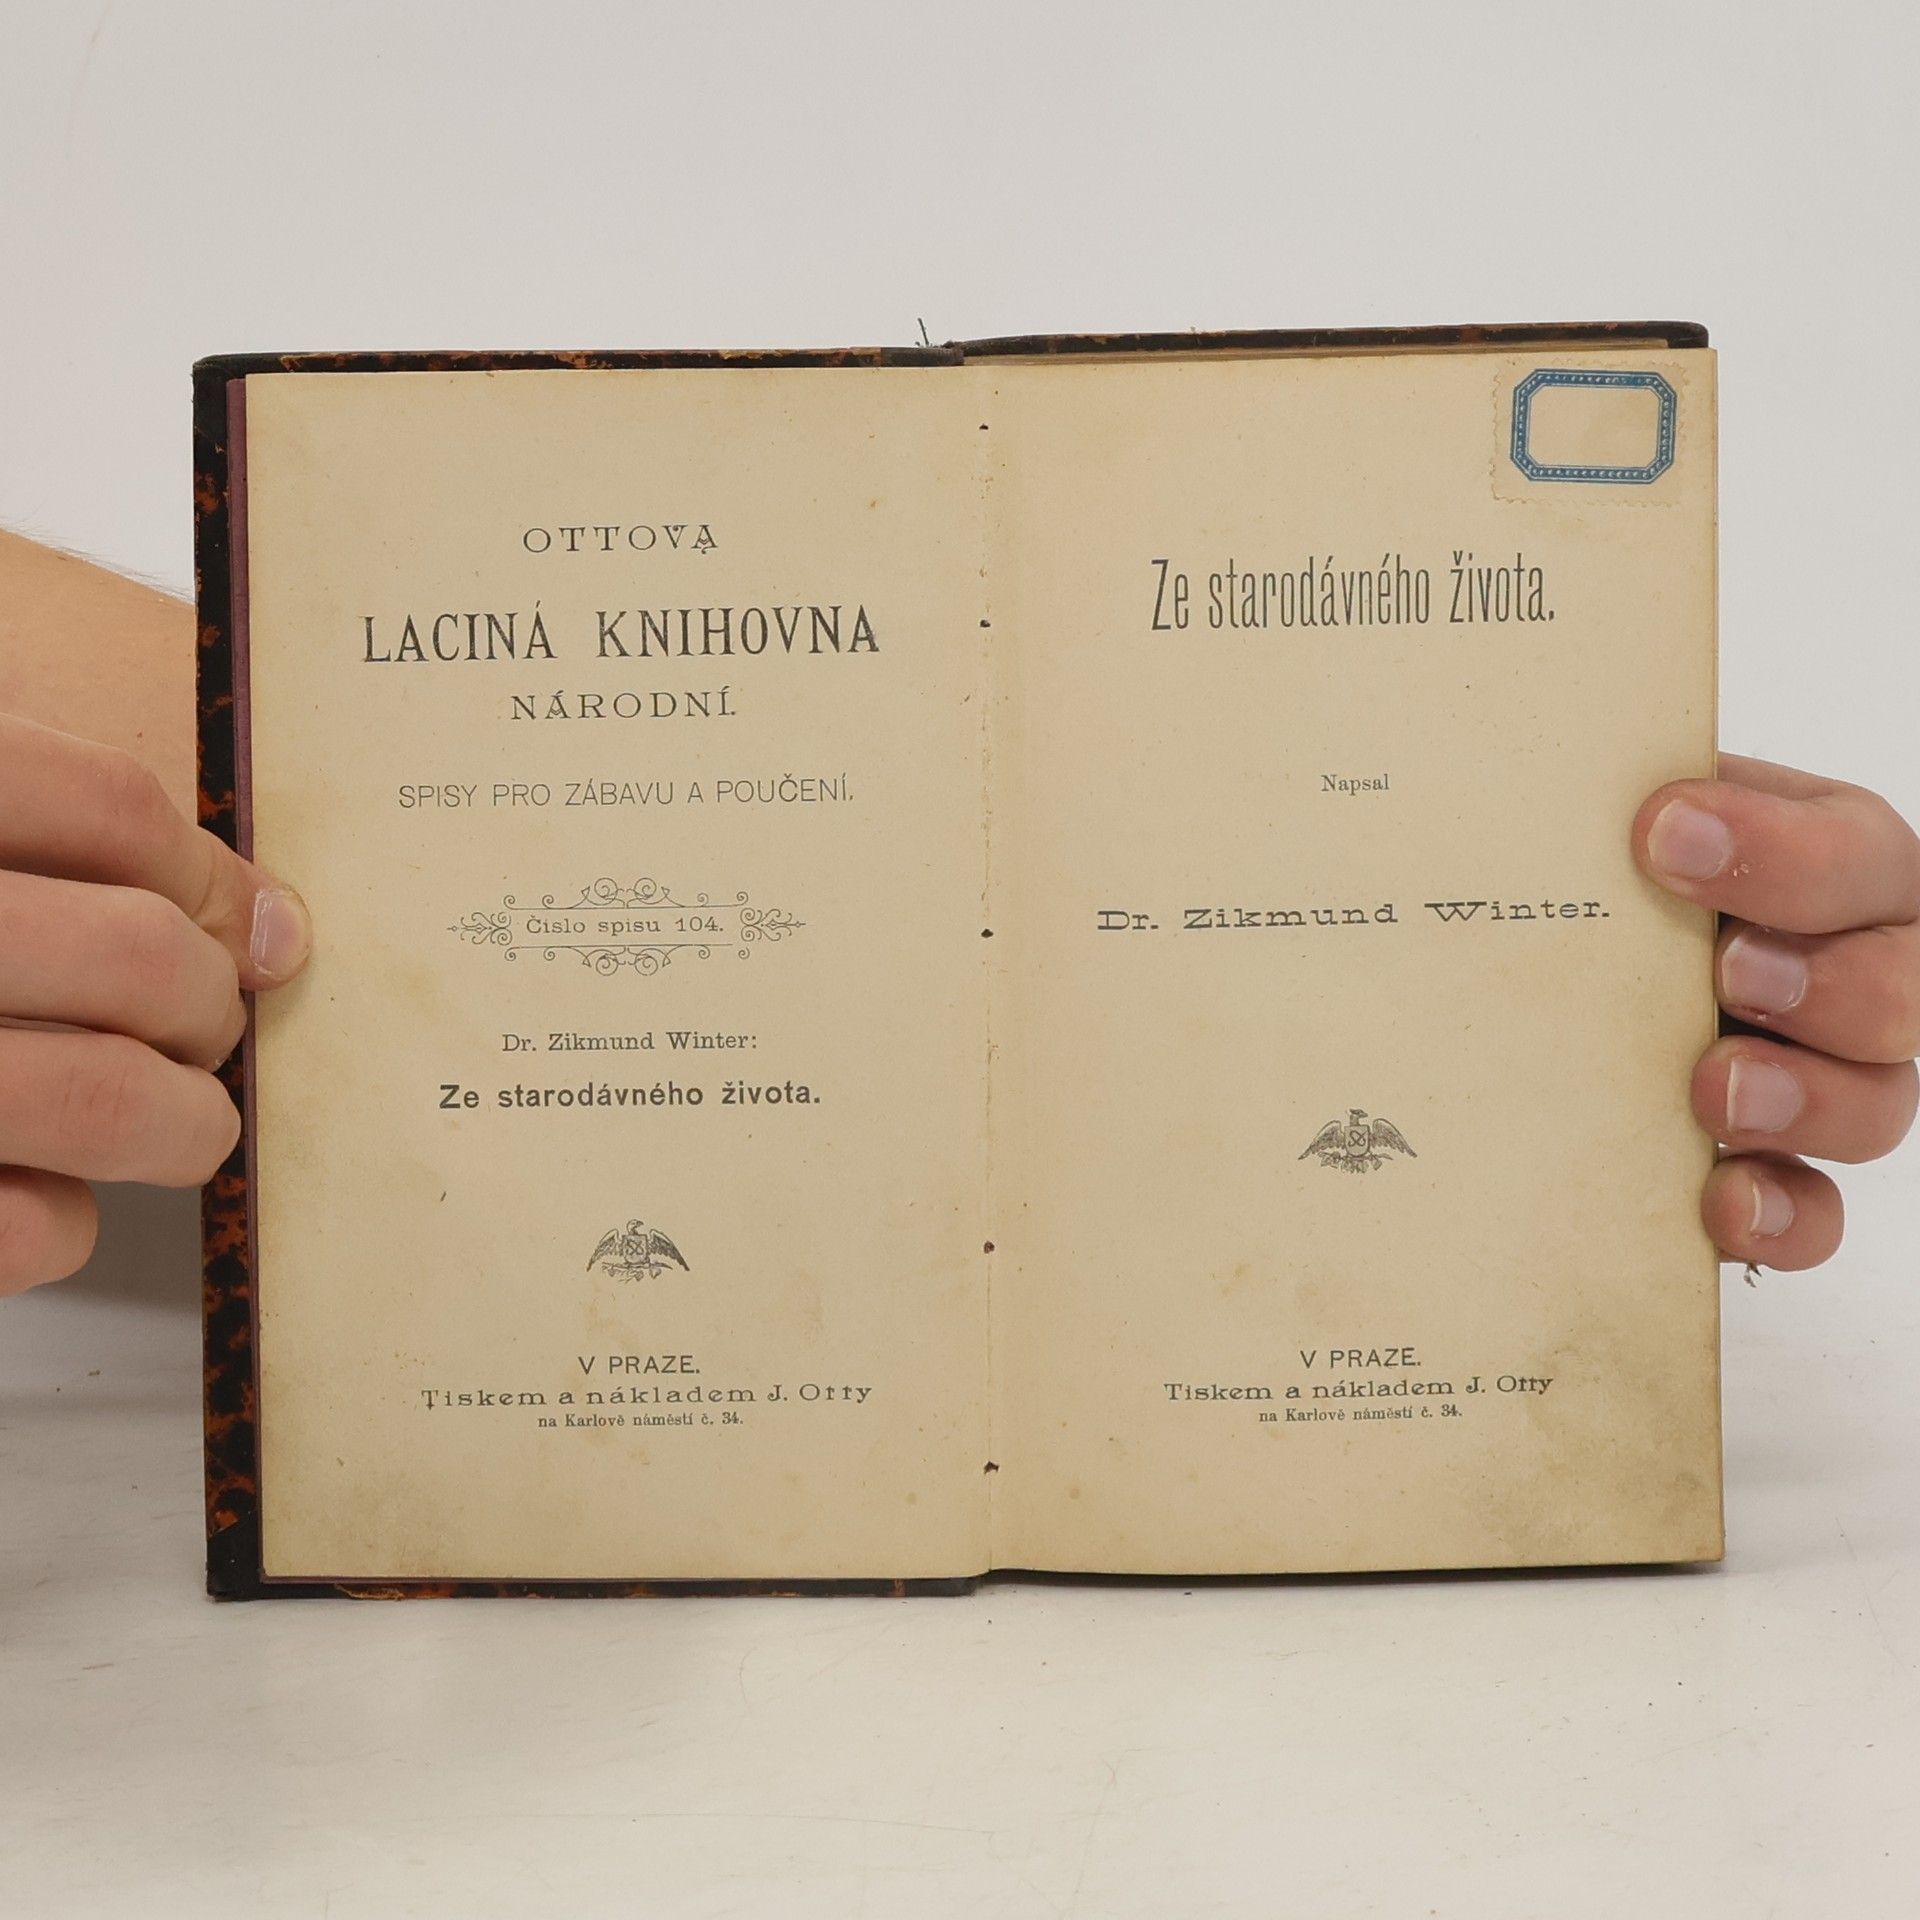 OTTOVA
LACINÁ KNIHOVNA
NÁRODNÍ.
SPISY PRO ZÁBAVU A POUČENÍ.
Číslo spisu 104.
Dr. Zikmund Winter:
Ze starodávného života.
V PRAZE.
Tiskem a nákladem J. Otty
na Karlově náměstí č. 34.
Ze starodávného života.
Napsal
Dr. Zikmund Winter.
V PRAZE.
Tiskem a nákladem J. Otty
na Karlově náměstí č. 34.